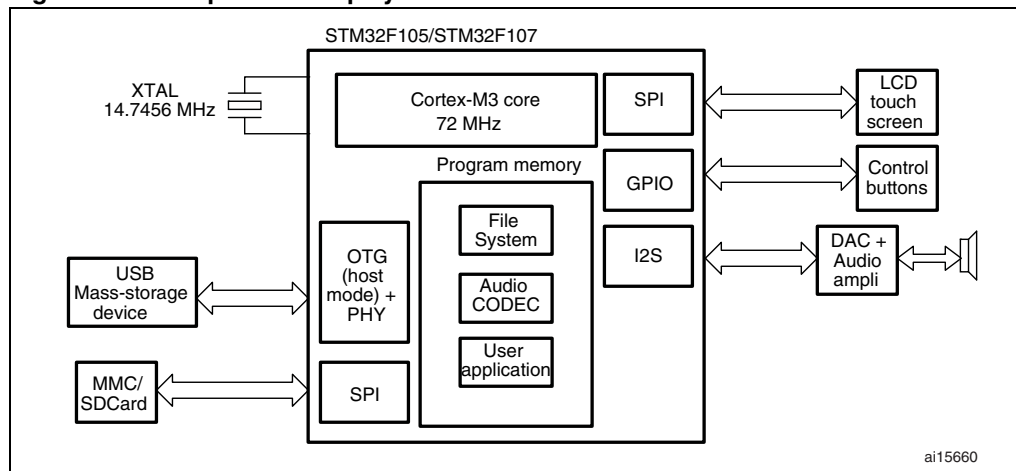 STM32F105/STM32F107
XTAL
14.7456 MHz
Cortex-M3 core
72 MHz
SPI
LCD
touch
screen
Program memory
GPIO
Control
buttons
File
System
OTG
(host
mode) +
PHY
I2S
DAC +
Audio
ampli
USB
Mass-storage
device
Audio
CODEC
User
application
MMC/
SDCard
SPI
ai15660